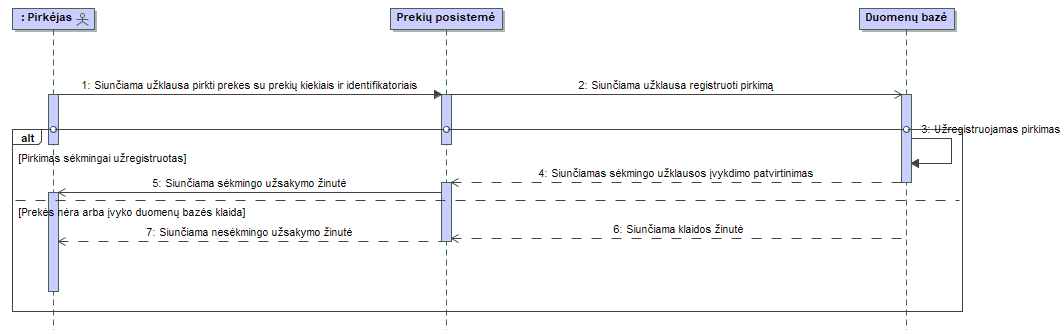 : Pirkėjas
Prekių posistemė
Duomenų bazė
1: Siunčiama užklausa pirkti prekes su prekių kiekiais ir identifikatoriais
2: Siunčiama užklausa registruoti pirkimą
alt
3: Užregistruojamas pirkimas
[Pirkimas sėkmingai užregistruotas]
4: Siunčiamas sėkmingo užklausos įvykdimo patvirtinimas
5: Siunčiama sėkmingo užsakymo žinutė
[Prekės nėra arba įvyko duomenų bazės klaida]
6: Siunčiama klaidos žinutė
7: Siunčiama nesėkmingo užsakymo žinutė